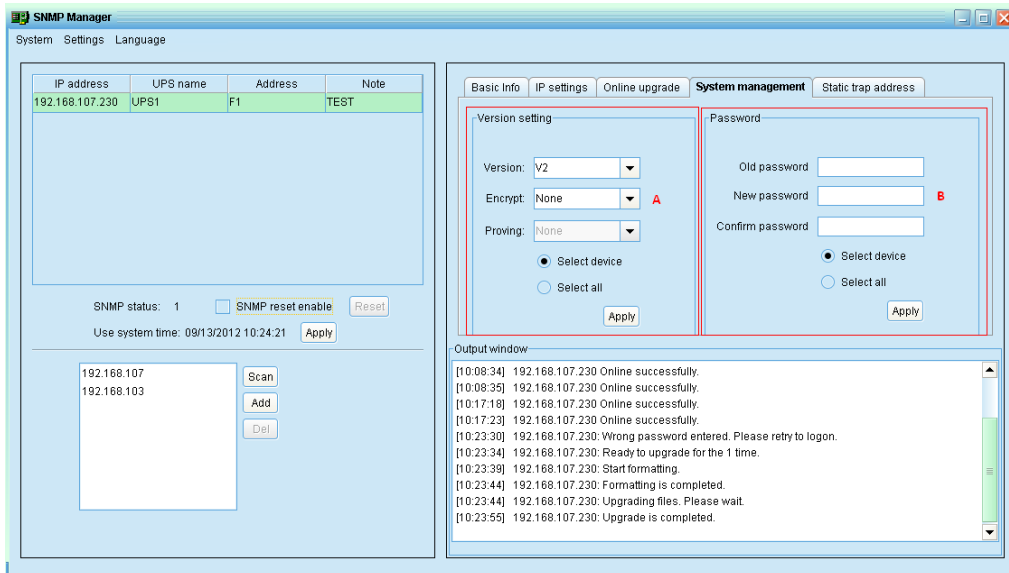 SNMP Manager
System Settings Language
IP address UPS name Address Note
192.168.107.230 UPS1 F1 TEST
SNMP status: 1 SNMP reset enable Reset
Use system time: 09/13/2012 10:24:21 Apply
192.168.107
192.168.103
Scan
Add
Del
Basic Info IP settings Online upgrade System management Static trap address
Version setting
Version: V2
Encrypt: None
A
Proving: None
Select device
Select all
Apply
Password
Old password
New password
B
Confirm password
Select device
Select all
Apply
Output window
[10:08:34] 192.168.107.230 Online successfully.
[10:08:35] 192.168.107.230 Online successfully.
[10:17:18] 192.168.107.230 Online successfully.
[10:17:23] 192.168.107.230 Online successfully.
[10:23:30] 192.168.107.230: Wrong password entered. Please retry to logon.
[10:23:34] 192.168.107.230: Ready to upgrade for the 1 time.
[10:23:39] 192.168.107.230: Start formatting.
[10:23:44] 192.168.107.230: Formatting is completed.
[10:23:44] 192.168.107.230: Upgrading files. Please wait.
[10:23:55] 192.168.107.230: Upgrade is completed.